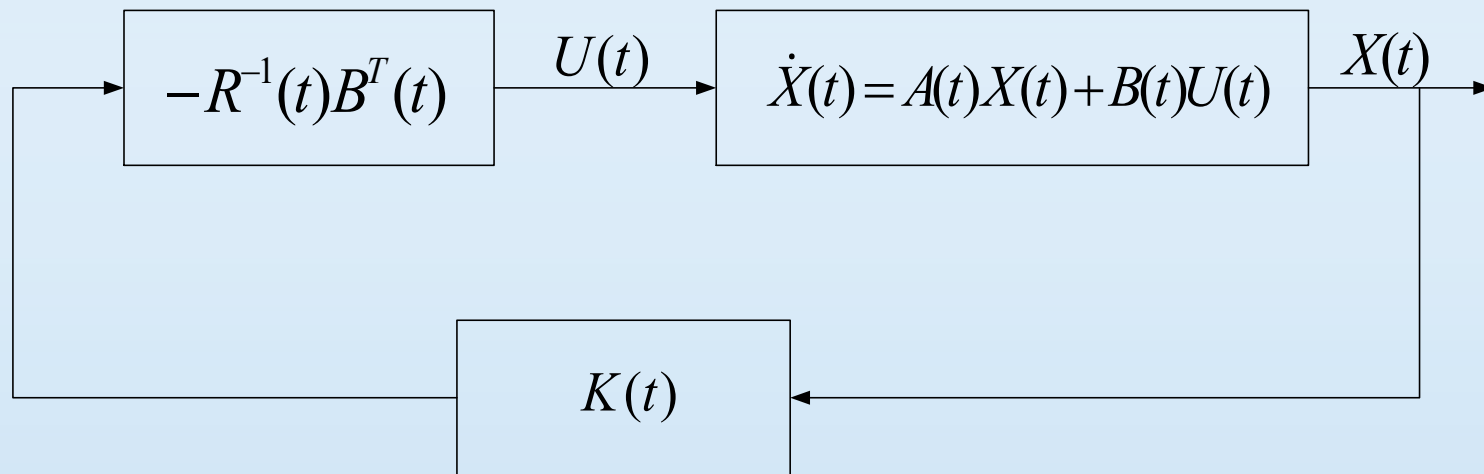 −R⁻¹(t)Bᵀ(t)
U(t)
Ẋ(t) = A(t)X(t) + B(t)U(t)
X(t)
K(t)